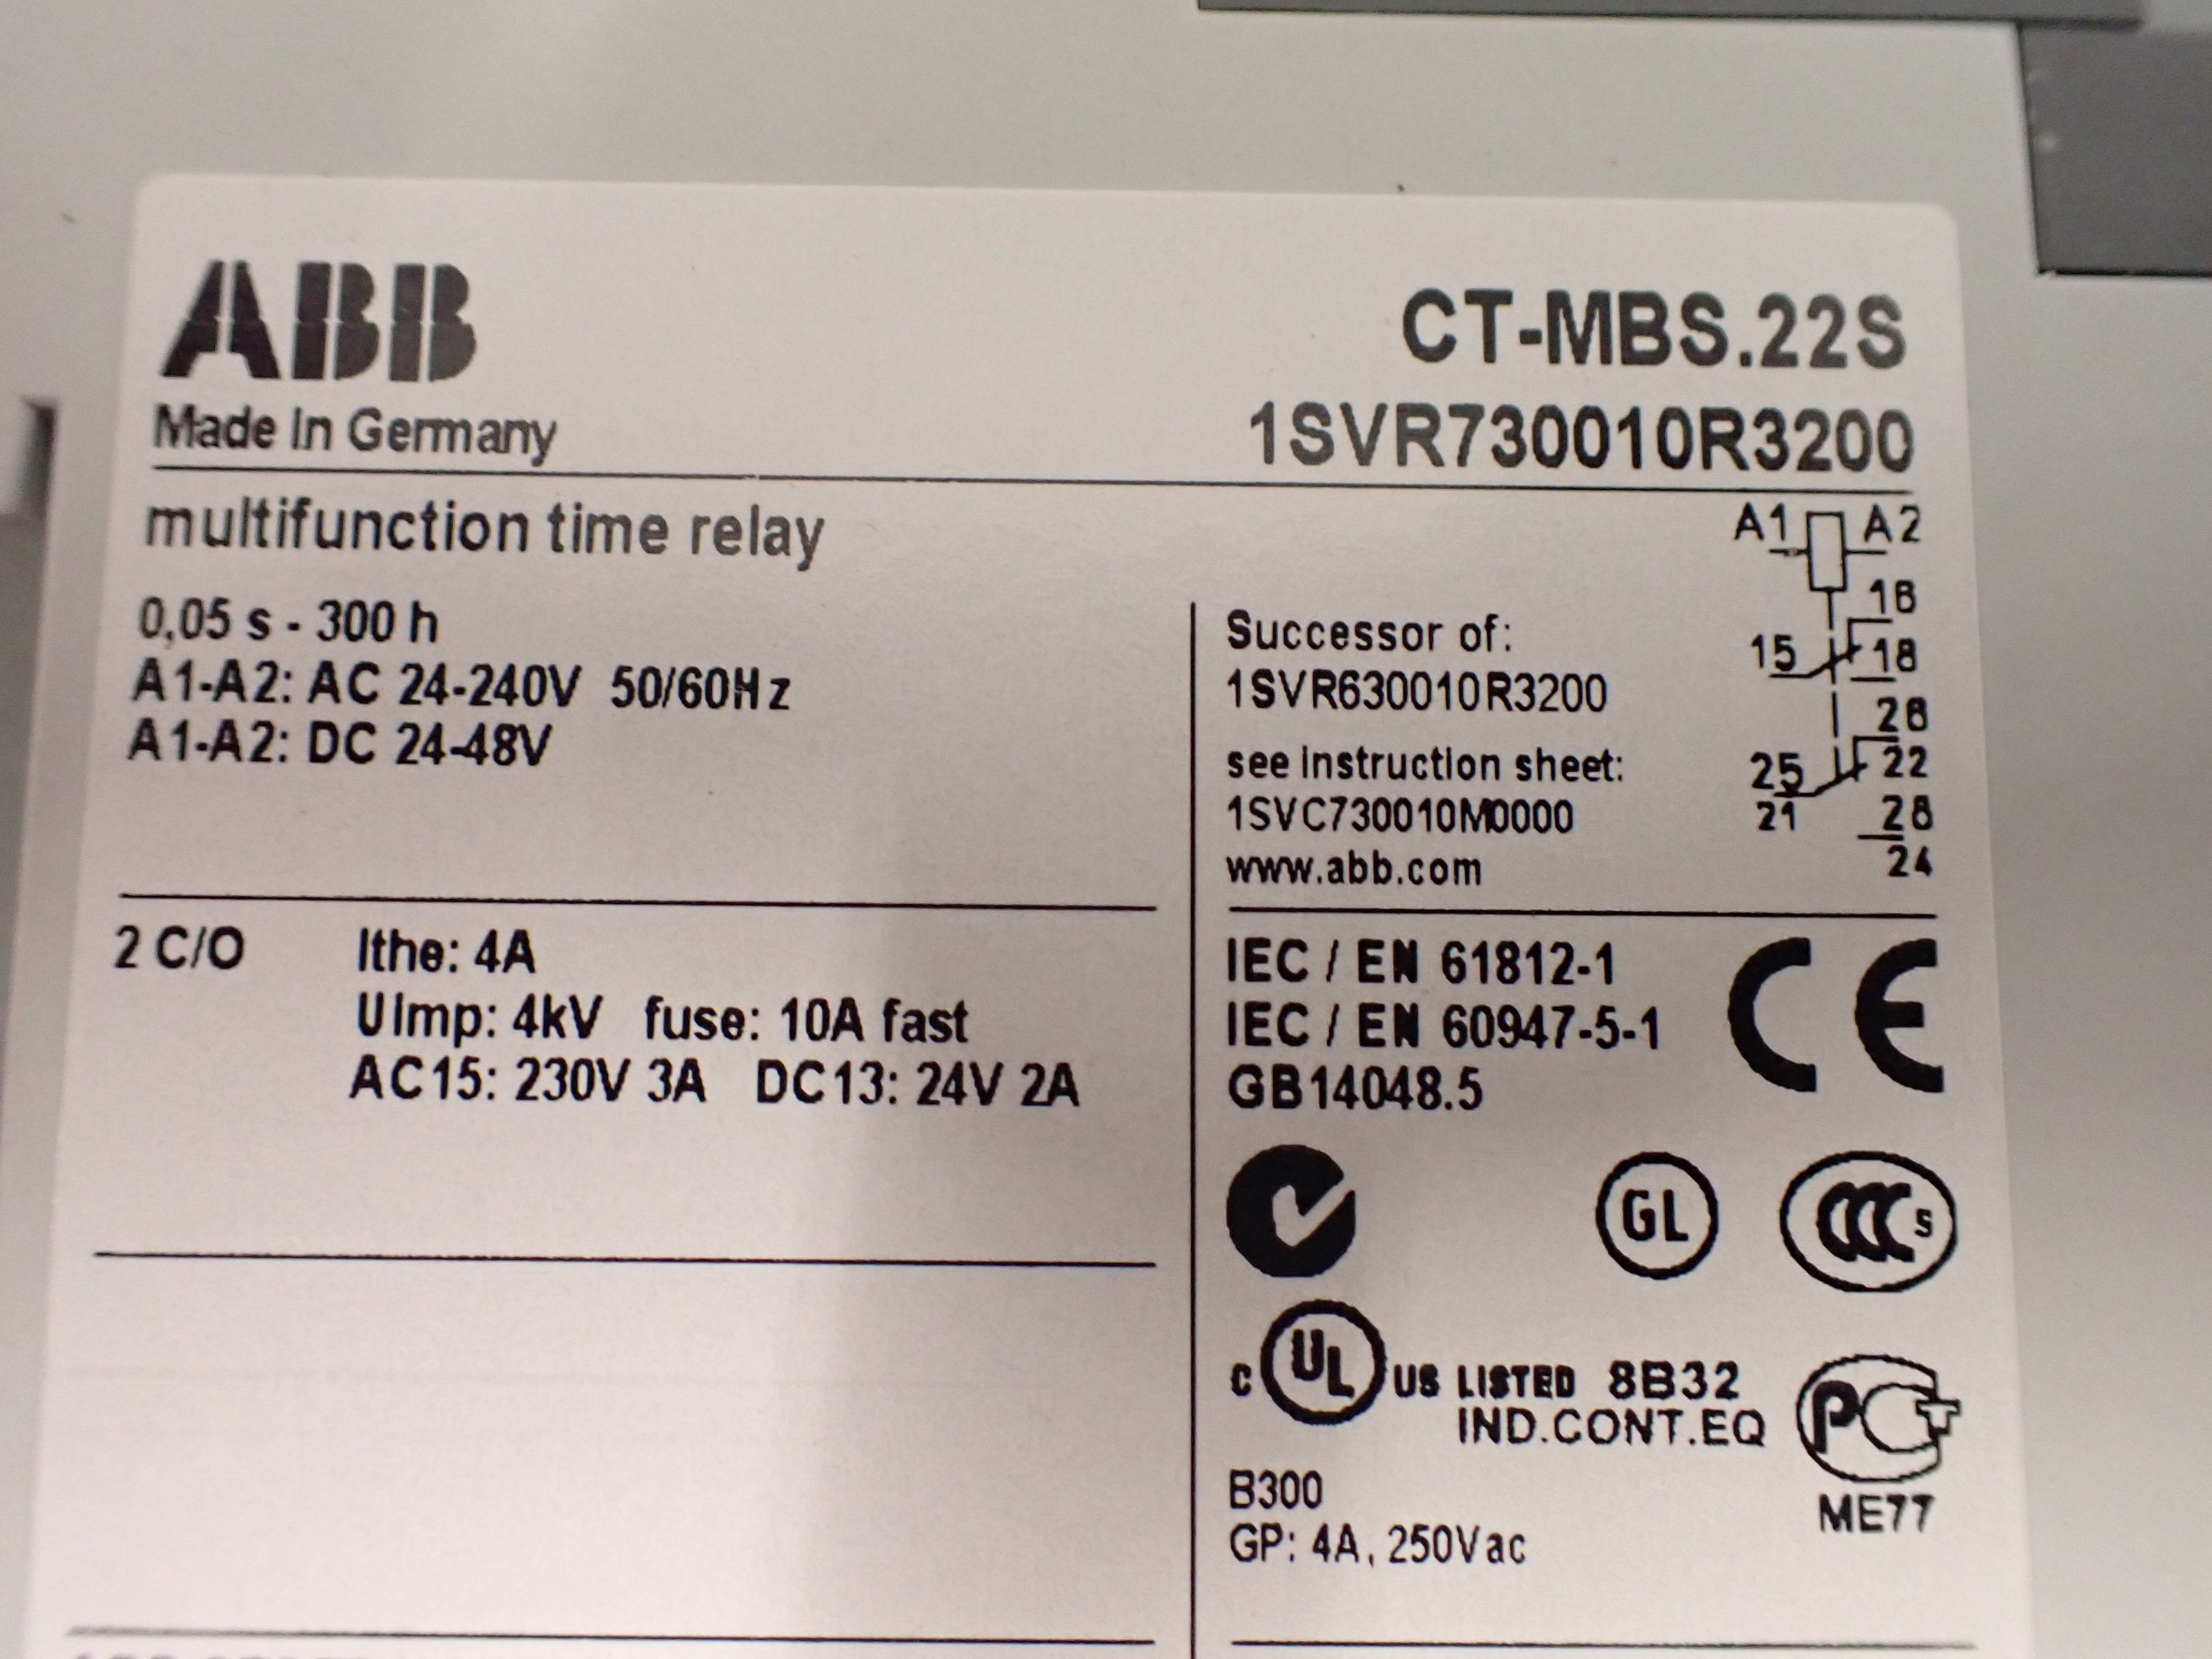 ABB
CT-MBS.22S
Made in Germany
1SVR730010R3200
multifunction time relay
A1 A2
0,05 s - 300 h
A1-A2: AC 24-240V 50/60Hz
A1-A2: DC 24-48V
Successor of:
1SVR630010R3200
see instruction sheet:
1SVC730010M0000
www.abb.com
16
15 18
26
25 22
21 28
24
2 C/O Ithe: 4A
UImp: 4kV fuse: 10A fast
AC15: 230V 3A DC13: 24V 2A
IEC / EN 61812-1
IEC / EN 60947-5-1
GB14048.5
CE
GL
CCC S
C UL US LISTED 8B32
IND.CONT.EQ
PCT
ME77
B300
GP: 4A, 250Vac